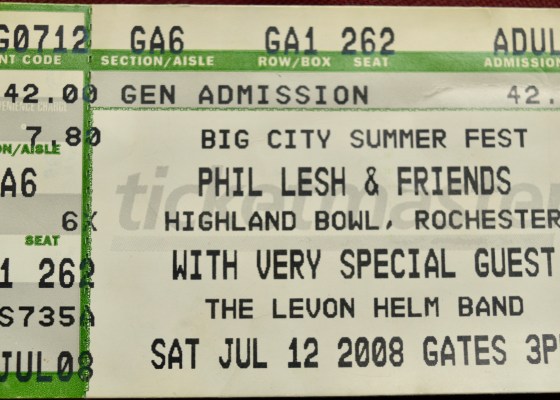 G0712 GA6 GA1 262 ADUL
NT CODE SECTION/AISLE ROW/BOX SEAT ADMISSION
42.00 GEN ADMISSION 42.
7.80 BIG CITY SUMMER FEST
ON/AISLE
A6 PHIL LESH & FRIENDS
ticketmaster
6X HIGHLAND BOWL, ROCHESTER
SEAT
1 262 WITH VERY SPECIAL GUEST
S735A THE LEVON HELM BAND
JUL08 SAT JUL 12 2008 GATES 3P